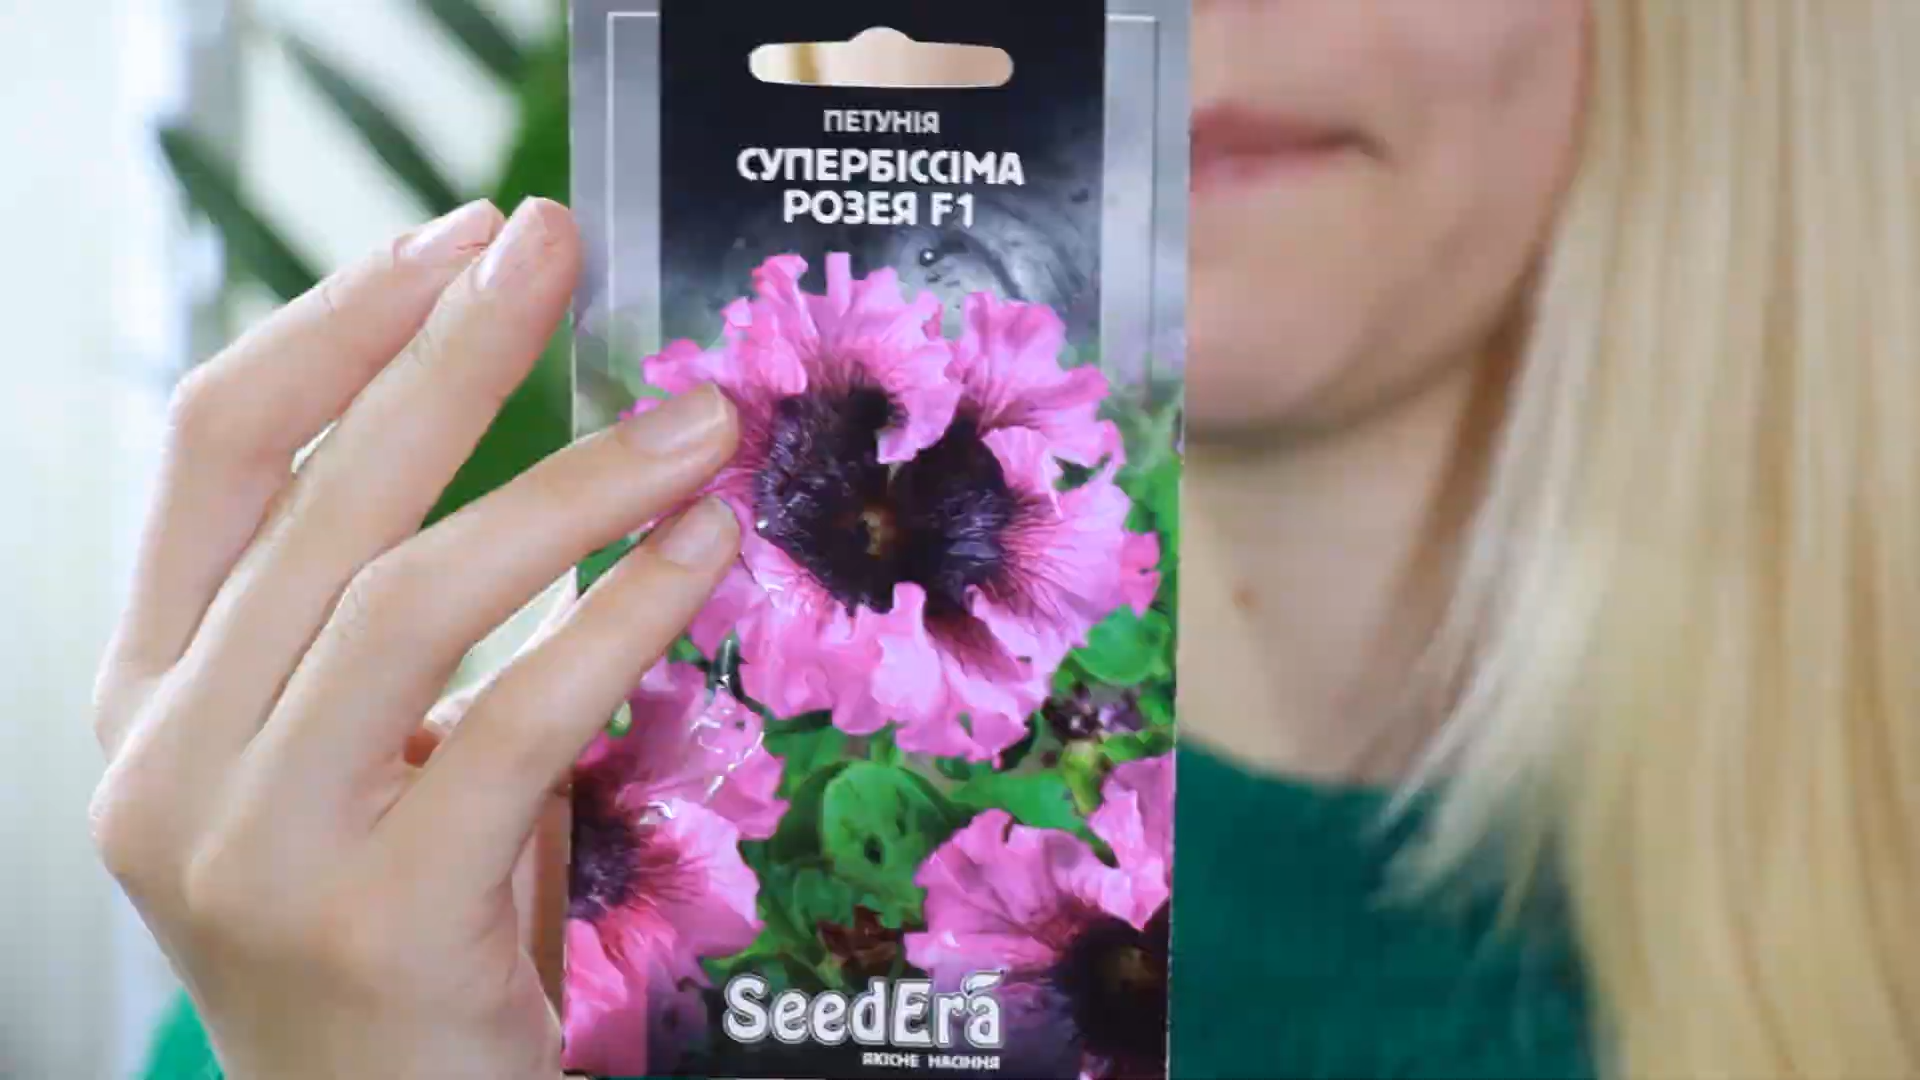 ПЕТУНІЯ
СУПЕРБІССІМА
РОЗЕЯ F1
SeedEra
ЯКІСНЕ НАСІННЯ